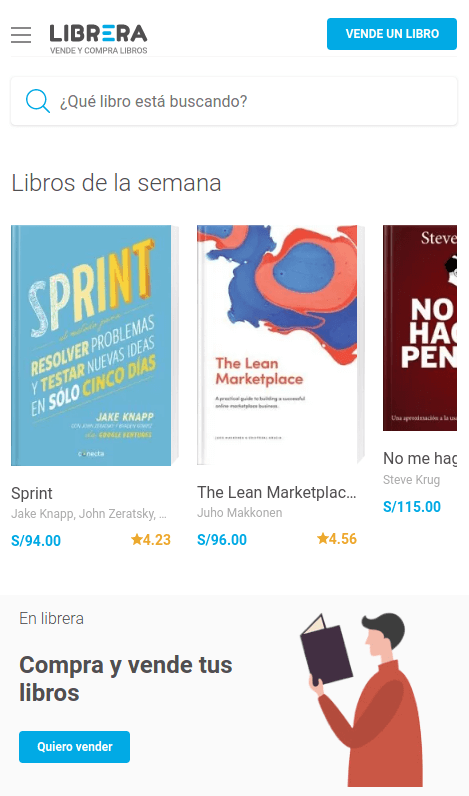 LIBRERA
VENDE Y COMPRA LIBROS
VENDE UN LIBRO
¿Qué libro está buscando?
Libros de la semana
SPRINT
el método para
RESOLVER PROBLEMAS
Y TESTAR NUEVAS IDEAS
EN SÓLO CINCO DÍAS
JAKE KNAPP
CON JOHN ZERATSKY Y BRADEN KOWITZ
de GOOGLE VENTURES
conecta
The Lean
Marketplace
A practical guide to building a successful
online marketplace business.
JUHO MAKKONEN & CRISTÓBAL GRACIA
Steve
NO
HAG
PEN
Una aproximación a la usa
Sprint
Jake Knapp, John Zeratsky, ...
S/94.00
4.23
The Lean Marketplac...
Juho Makkonen
S/96.00
4.56
No me hag
Steve Krug
S/115.00
En librera
Compra y vende tus
libros
Quiero vender